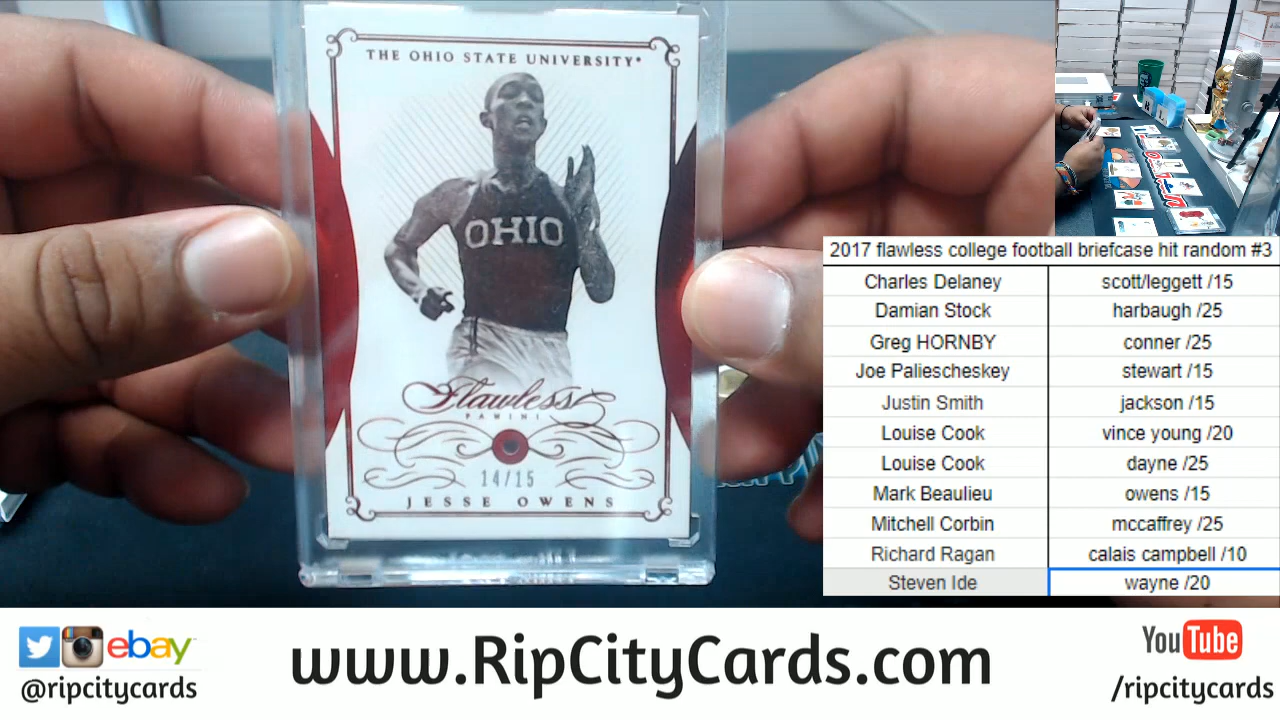 THE OHIO STATE UNIVERSITY*
OHIO
Flawless
PANINI
14/15
JESSE OWENS
2017 flawless college football briefcase hit random #3
Charles Delaney scott/leggett /15
Damian Stock harbaugh /25
Greg HORNBY conner /25
Joe Paliescheskey stewart /15
Justin Smith jackson /15
Louise Cook vince young /20
Louise Cook dayne /25
Mark Beaulieu owens /15
Mitchell Corbin mccaffrey /25
Richard Ragan calais campbell /10
Steven Ide wayne /20
ebay
@ripcitycards
www.RipCityCards.com
YouTube
/ripcitycards